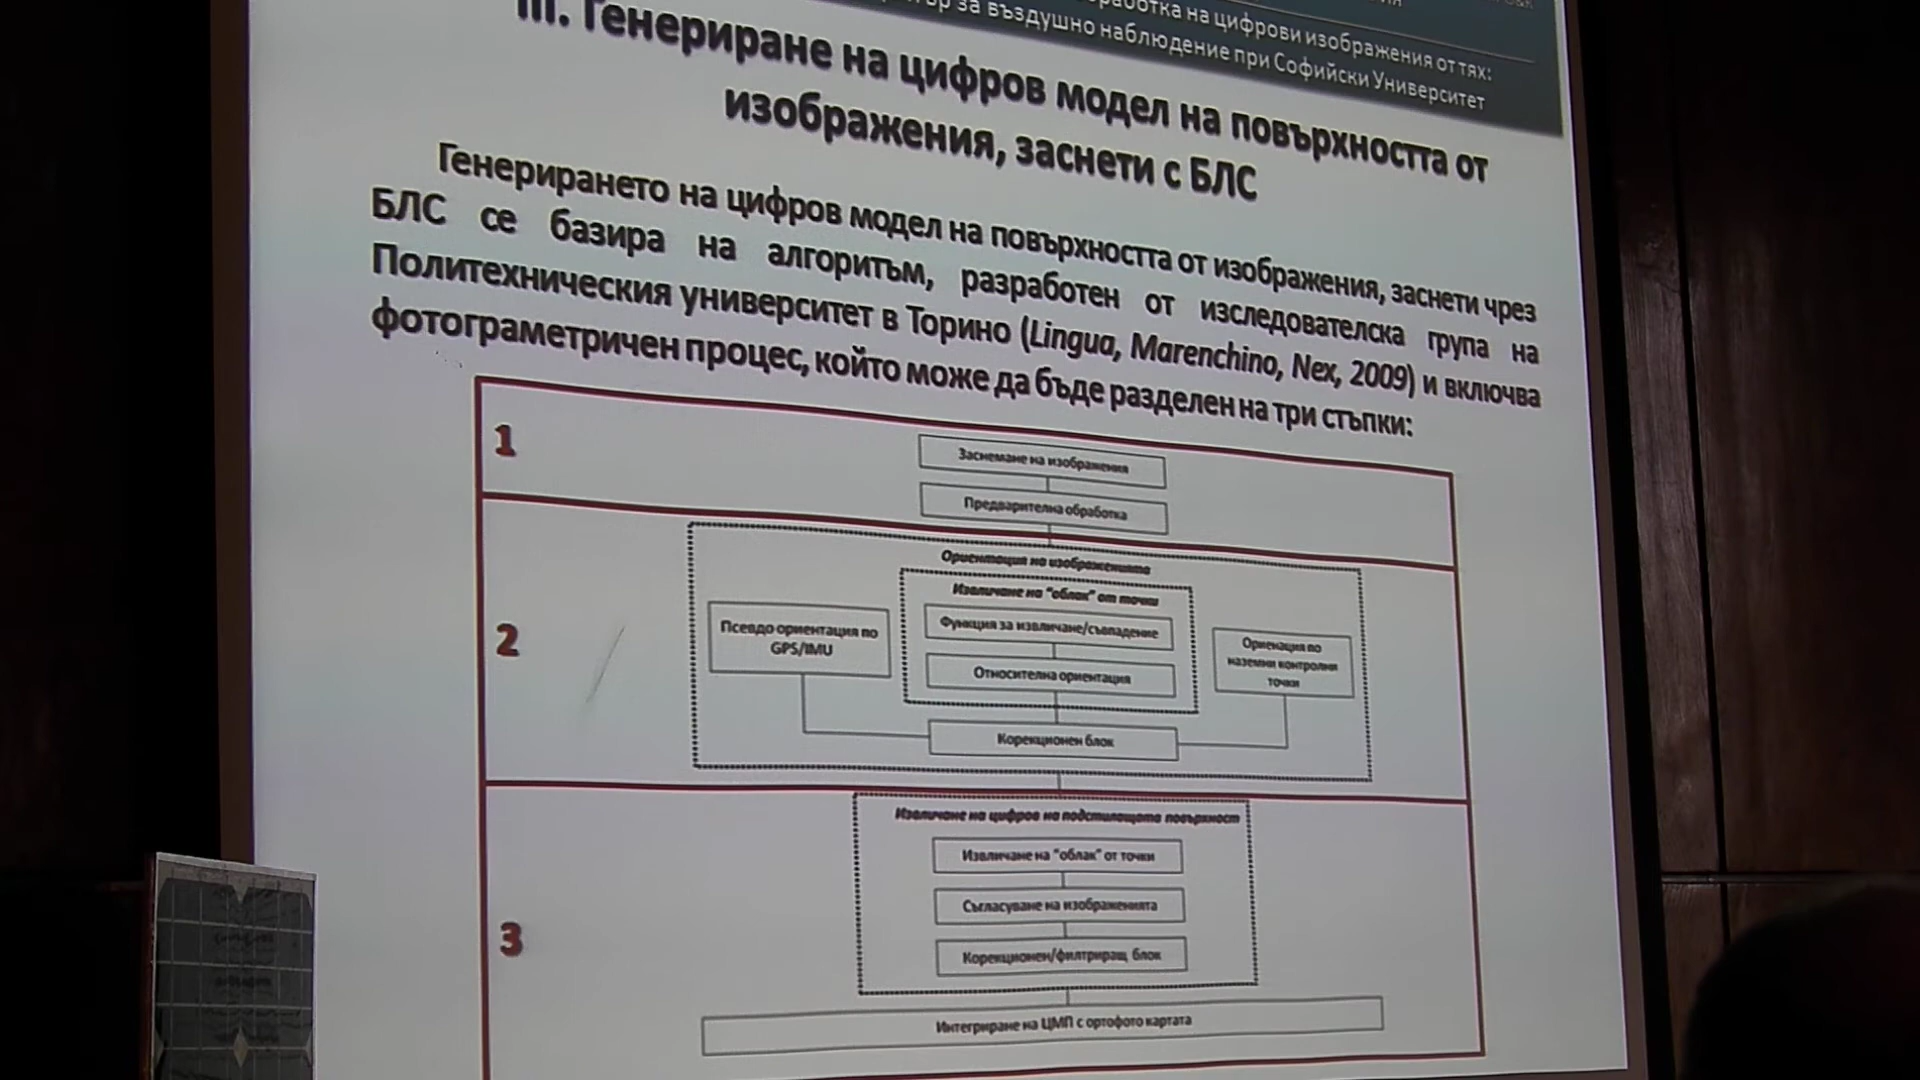 на цифрови изображения от тях:
за въздушно наблюдение при Софийски Университет
III. Генериране на цифров модел на повърхността от
изображения, заснети с БЛС
Генерирането на цифров модел на повърхността от изображения, заснети чрез
БЛС се базира на алгоритъм, разработен от изследователска група на
Политехническия университет в Торино (Lingua, Marenchino, Nex, 2009) и включва
фотограметричен процес, който може да бъде разделен на три стъпки:
1
Заснемане на изображения
Предварителна обработка
2
Ориентация на изображенията
Извличане на "облак" от точки
Функция за извличане/съвпадение
Относителна ориентация
Псевдо ориентация по
GPS/IMU
Ориенация по
наземни контролни
точки
Корекционен блок
3
Извличане на цифров на подстилащата повърхност
Извличане на "облак" от точки
Съгласуване на изображенията
Корекционен/филтриращ блок
Интегриране на ЦМП с ортофото картата